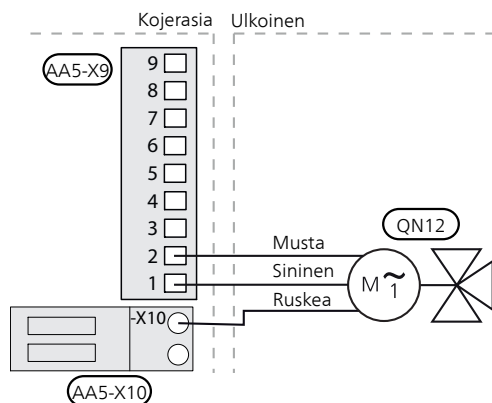 Kojerasia Ulkoinen
AA5-X9
9
8
7
6
5
4
3
2
1
Musta
Sininen
Ruskea
QN12
M ~ 1
-X10
AA5-X10